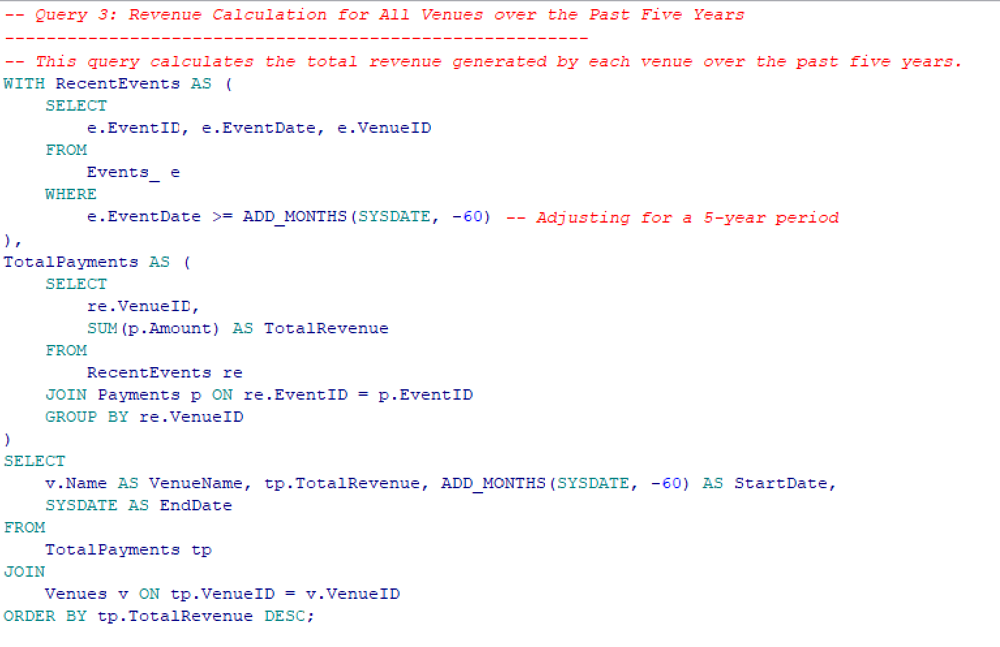 -- Query 3: Revenue Calculation for All Venues over the Past Five Years
--------------------------------------------------------
-- This query calculates the total revenue generated by each venue over the past five years.
WITH RecentEvents AS (
    SELECT
        e.EventID, e.EventDate, e.VenueID
    FROM
        Events_ e
    WHERE
        e.EventDate >= ADD_MONTHS(SYSDATE, -60) -- Adjusting for a 5-year period
),
TotalPayments AS (
    SELECT
        re.VenueID,
        SUM(p.Amount) AS TotalRevenue
    FROM
        RecentEvents re
    JOIN Payments p ON re.EventID = p.EventID
    GROUP BY re.VenueID
)
SELECT
    v.Name AS VenueName, tp.TotalRevenue, ADD_MONTHS(SYSDATE, -60) AS StartDate,
    SYSDATE AS EndDate
FROM
    TotalPayments tp
JOIN
    Venues v ON tp.VenueID = v.VenueID
ORDER BY tp.TotalRevenue DESC;